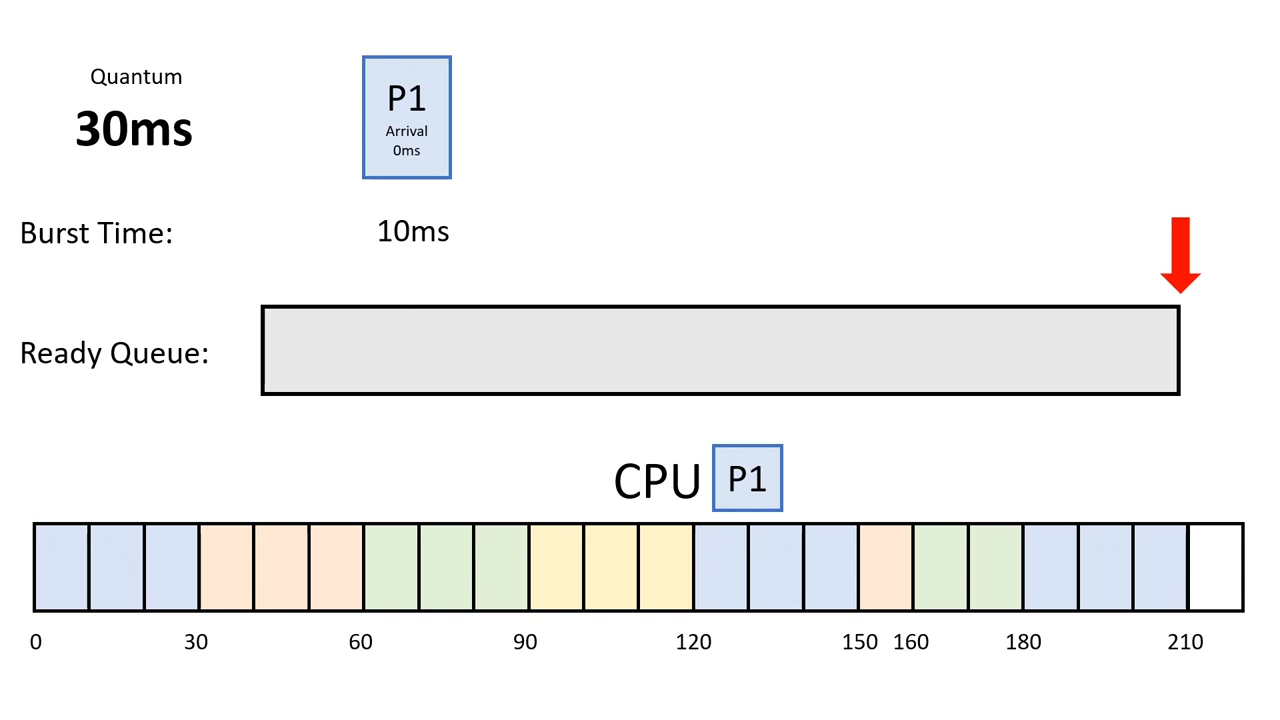 Quantum
30ms
P1
Arrival
0ms
Burst Time:
10ms
Ready Queue:
CPU
P1
0
30
60
90
120
150
160
180
210